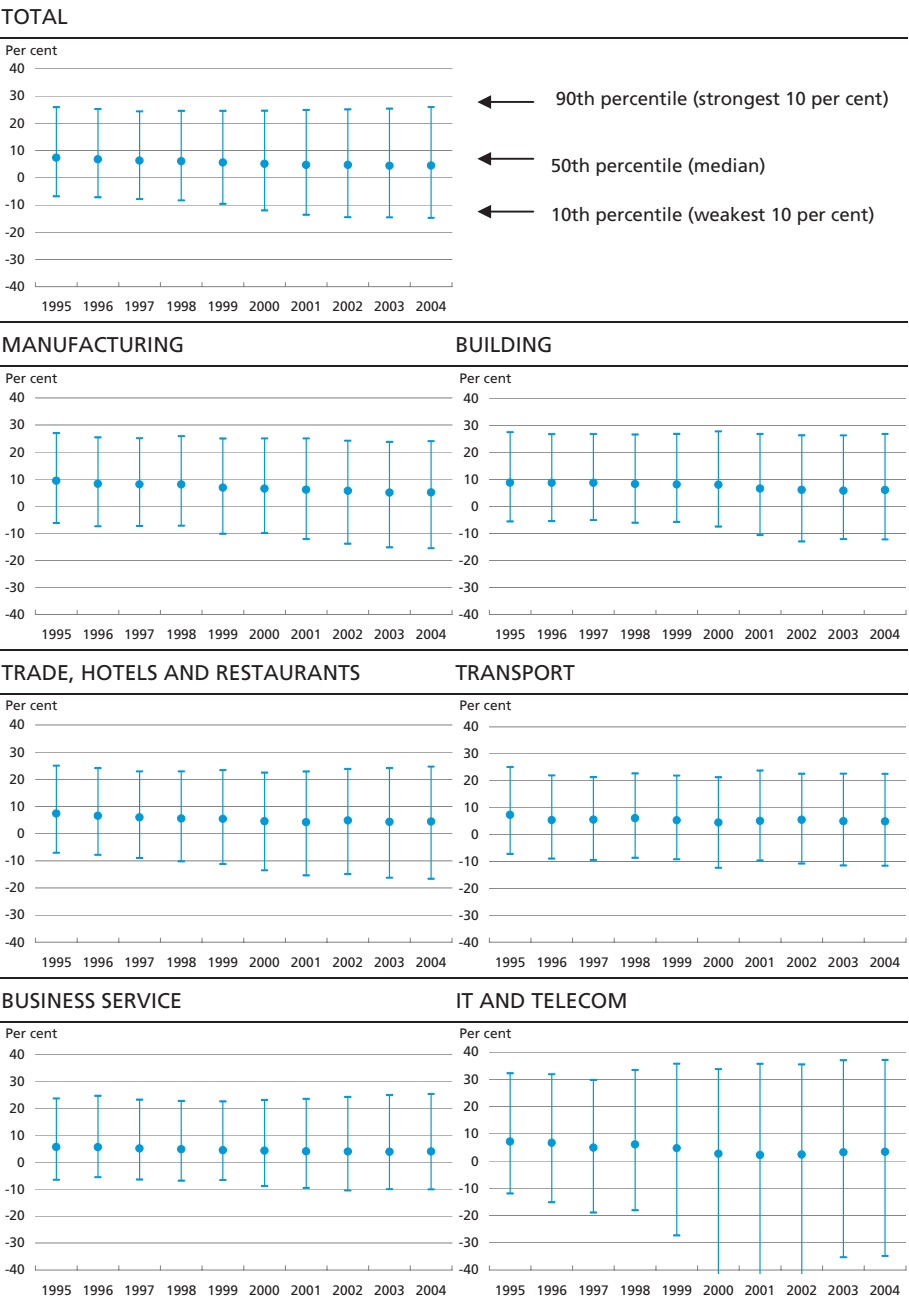 TOTAL
Per cent
40
30
20
10
0
-10
-20
-30
-40
1995 1996 1997 1998 1999 2000 2001 2002 2003 2004
90th percentile (strongest 10 per cent)
50th percentile (median)
10th percentile (weakest 10 per cent)
MANUFACTURING
Per cent
40
30
20
10
0
-10
-20
-30
-40
1995 1996 1997 1998 1999 2000 2001 2002 2003 2004
BUILDING
Per cent
40
30
20
10
0
-10
-20
-30
-40
1995 1996 1997 1998 1999 2000 2001 2002 2003 2004
TRADE, HOTELS AND RESTAURANTS
Per cent
40
30
20
10
0
-10
-20
-30
-40
1995 1996 1997 1998 1999 2000 2001 2002 2003 2004
TRANSPORT
Per cent
40
30
20
10
0
-10
-20
-30
-40
1995 1996 1997 1998 1999 2000 2001 2002 2003 2004
BUSINESS SERVICE
Per cent
40
30
20
10
0
-10
-20
-30
-40
1995 1996 1997 1998 1999 2000 2001 2002 2003 2004
IT AND TELECOM
Per cent
40
30
20
10
0
-10
-20
-30
-40
1995 1996 1997 1998 1999 2000 2001 2002 2003 2004